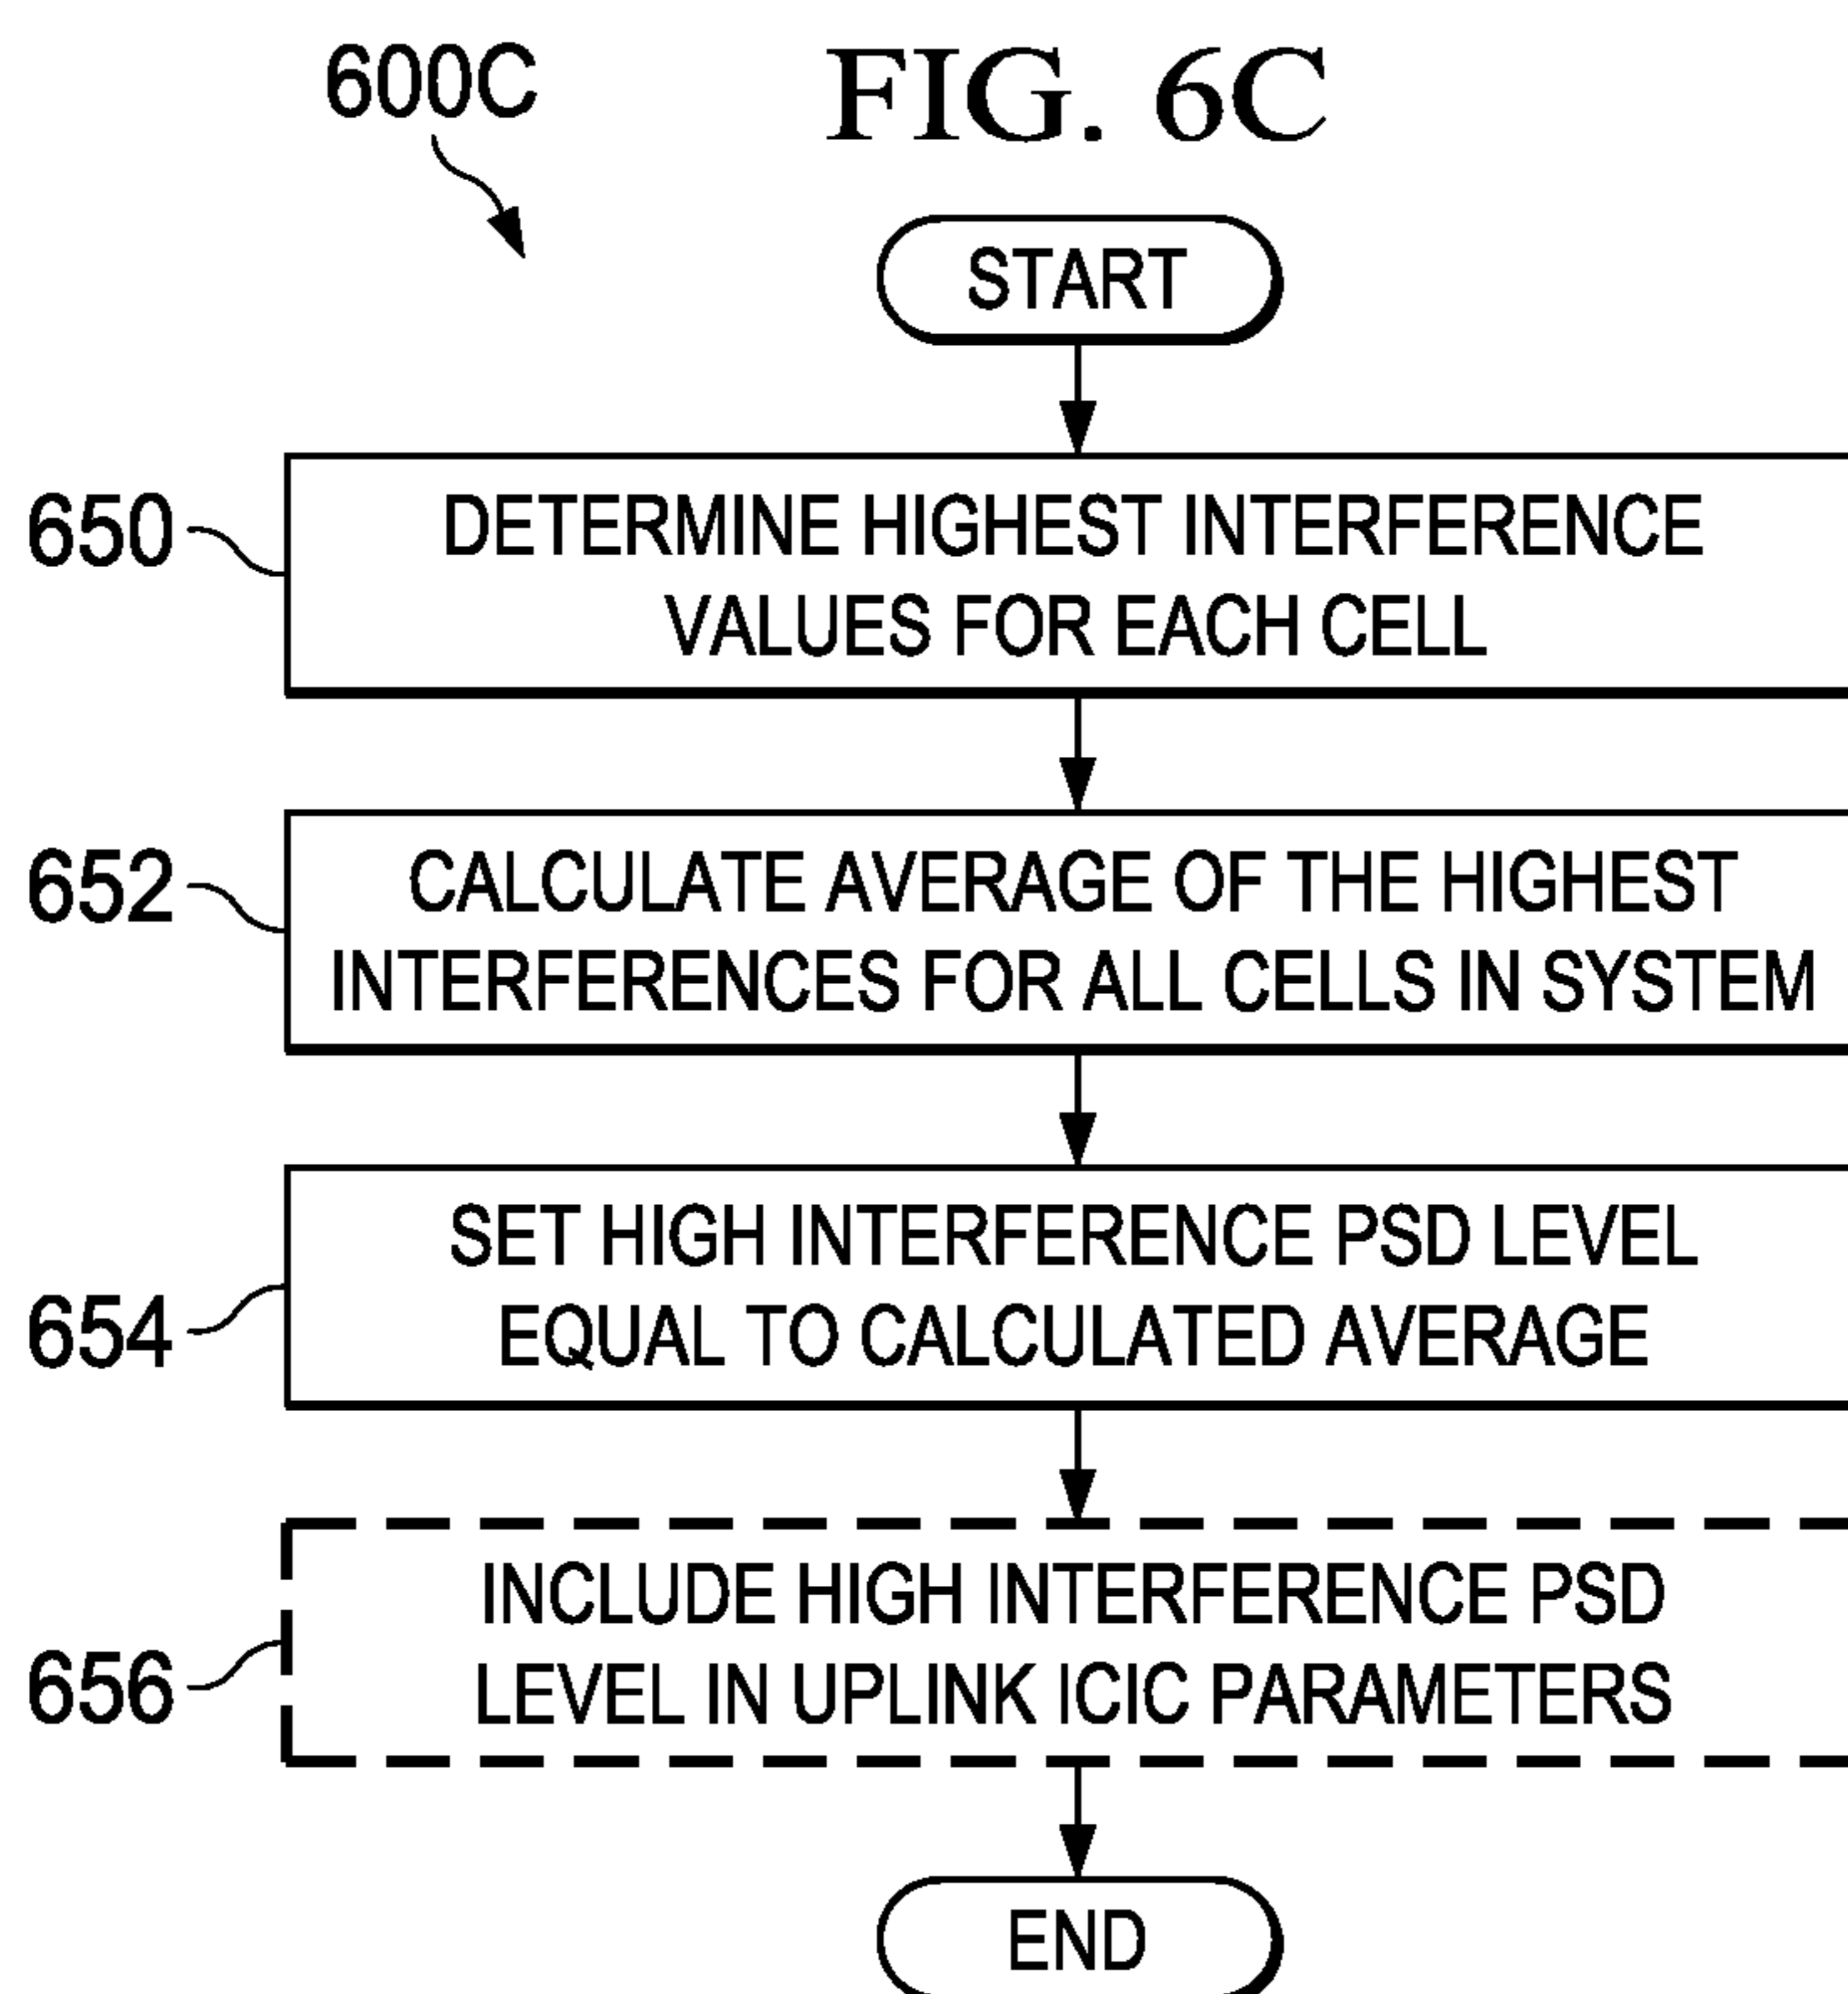 600C
FIG. 6C
START
650
DETERMINE HIGHEST INTERFERENCE
VALUES FOR EACH CELL
652
CALCULATE AVERAGE OF THE HIGHEST
INTERFERENCES FOR ALL CELLS IN SYSTEM
654
SET HIGH INTERFERENCE PSD LEVEL
EQUAL TO CALCULATED AVERAGE
656
INCLUDE HIGH INTERFERENCE PSD
LEVEL IN UPLINK ICIC PARAMETERS
END